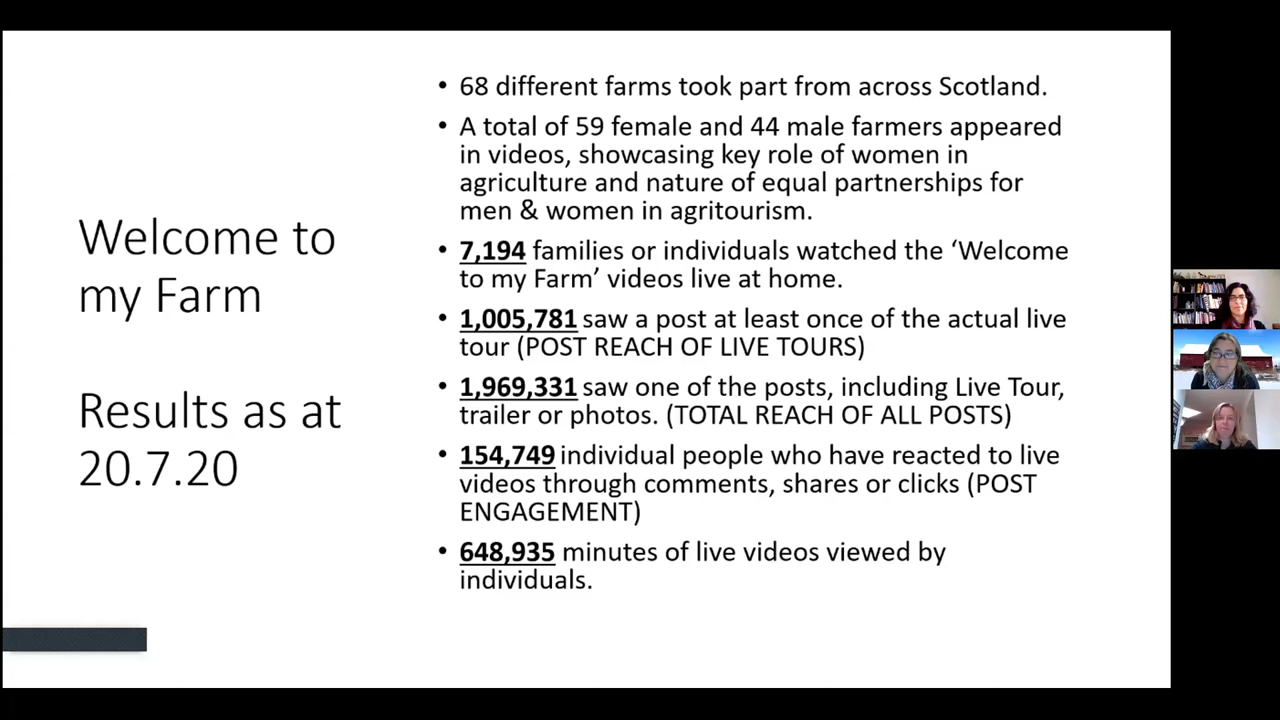 Welcome to
my Farm
Results as at
20.7.20
• 68 different farms took part from across Scotland.
• A total of 59 female and 44 male farmers appeared
in videos, showcasing key role of women in
agriculture and nature of equal partnerships for
men & women in agritourism.
• 7,194 families or individuals watched the ‘Welcome
to my Farm’ videos live at home.
• 1,005,781 saw a post at least once of the actual live
tour (POST REACH OF LIVE TOURS)
• 1,969,331 saw one of the posts, including Live Tour,
trailer or photos. (TOTAL REACH OF ALL POSTS)
• 154,749 individual people who have reacted to live
videos through comments, shares or clicks (POST
ENGAGEMENT)
• 648,935 minutes of live videos viewed by
individuals.